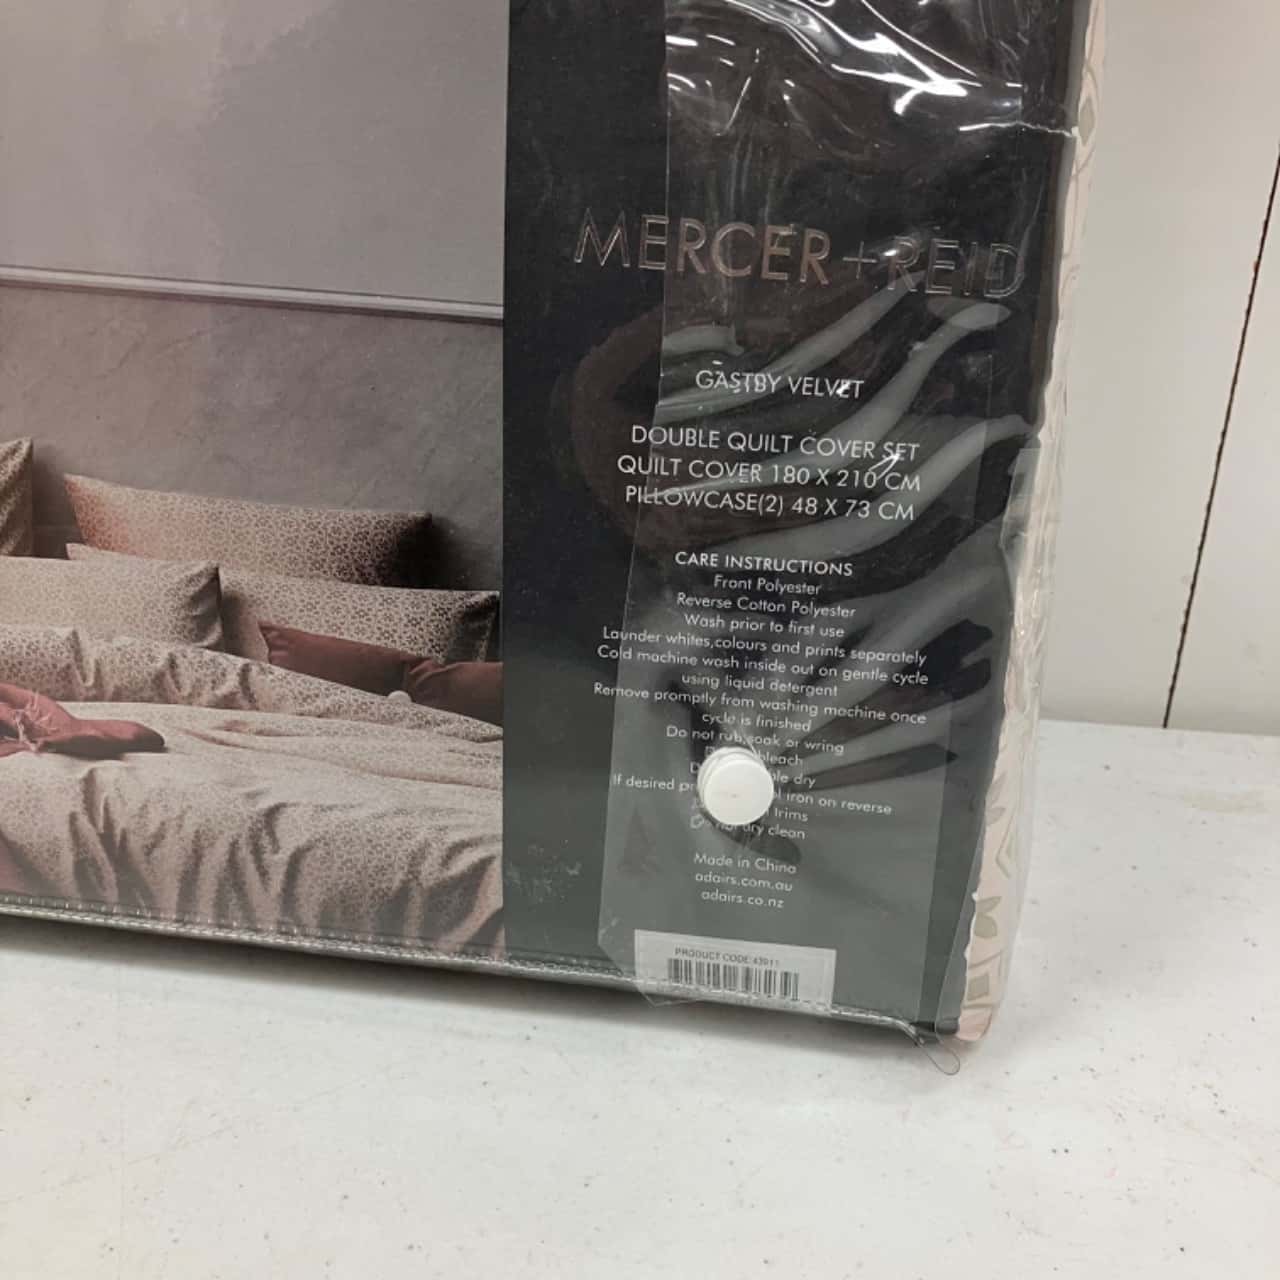 MERCER + REID
GASTBY VELVET
DOUBLE QUILT COVER SET
QUILT COVER 180 X 210 CM
PILLOWCASE(2) 48 X 73 CM
CARE INSTRUCTIONS
Front Polyester
Reverse Cotton Polyester
Wash prior to first use
Launder whites,colours and prints separately
Cold machine wash inside out on gentle cycle
using liquid detergent
Remove promptly from washing machine once
cycle is finished
Do not rub,soak or wring
bleach
dry
If desired iron on reverse
trims
dry clean
Made in China
adairs.com.au
adairs.co.nz
PRODUCT CODE:43911